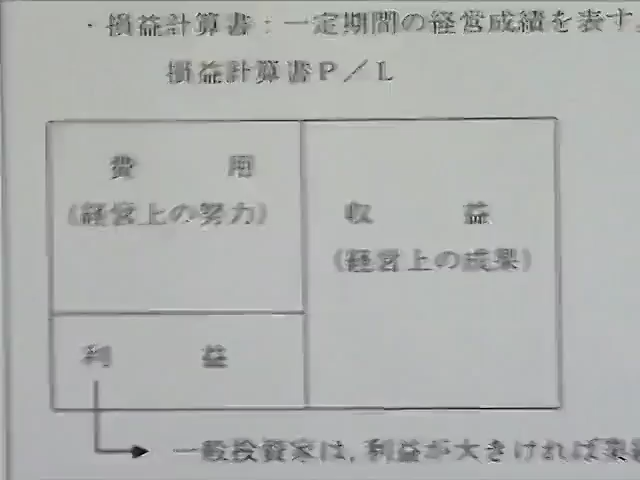 ・損益計算書：一定期間の経営成績を表す。
損益計算書P／L
費用
(経営上の努力)
収益
(経営上の成果)
利益
一般投資家は，利益が大きければ業績